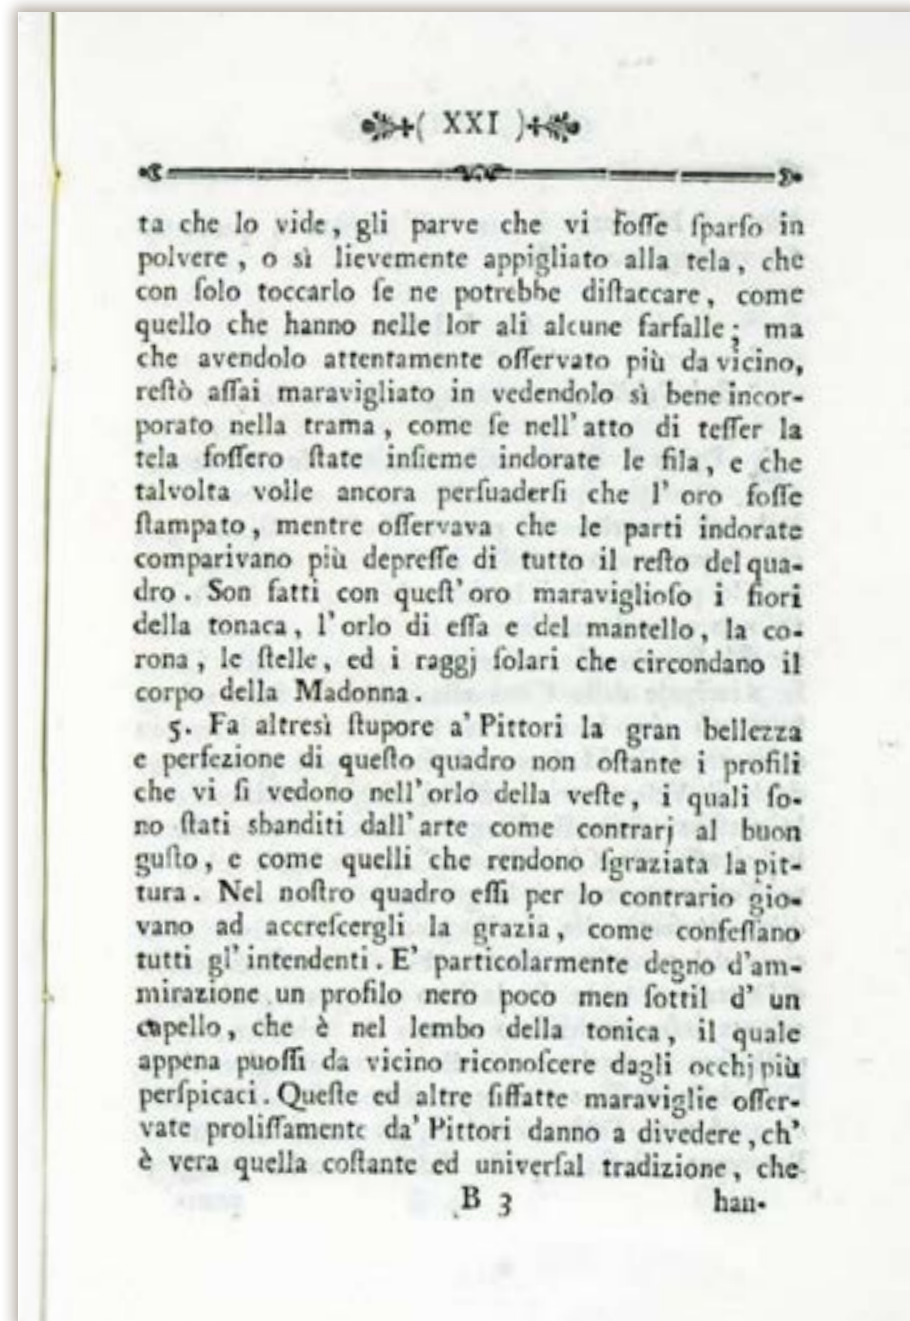 ( XXI )
ta che lo vide, gli parve che vi foſſe ſparſo in
polvere, o sì lievemente appigliato alla tela, che
con ſolo toccarlo ſe ne potrebbe diſtaccare, come
quello che hanno nelle lor ali alcune farfalle; ma
che avendolo attentamente oſſervato più da vicino,
reſtò aſſai maravigliato in vedendolo sì bene incor-
porato nella trama, come ſe nell' atto di teſſer la
tela foſſero ſtate inſieme indorate le fila, e che
talvolta volle ancora perſuaderſi che l' oro foſſe
ſtampato, mentre oſſervava che le parti indorate
comparivano più depreſſe di tutto il reſto del qua-
dro. Son fatti con queſt' oro maraviglioſo i fiori
della tonaca, l' orlo di eſſa e del mantello, la co-
rona, le ſtelle, ed i raggj ſolari che circondano il
corpo della Madonna.
5. Fa altresì ſtupore a' Pittori la gran bellezza
e perfezione di queſto quadro non oſtante i profili
che vi ſi vedono nell' orlo della veſte, i quali ſo-
no ſtati sbanditi dall' arte come contrarj al buon
guſto, e come quelli che rendono ſgraziata la pit-
tura. Nel noſtro quadro eſſi per lo contrario gio-
vano ad accreſcergli la grazia, come confeſſano
tutti gl' intendenti. E' particolarmente degno d'am-
mirazione un profilo nero poco men ſottil d' un
capello, che è nel lembo della tonica, il quale
appena puoſſi da vicino riconoſcere dagli occhj più
perſpicaci. Queſte ed altre ſiffatte maraviglie oſſer-
vate proliſſamente da' Pittori danno a divedere, ch'
è vera quella coſtante ed univerſal tradizione, che
B 3 han-